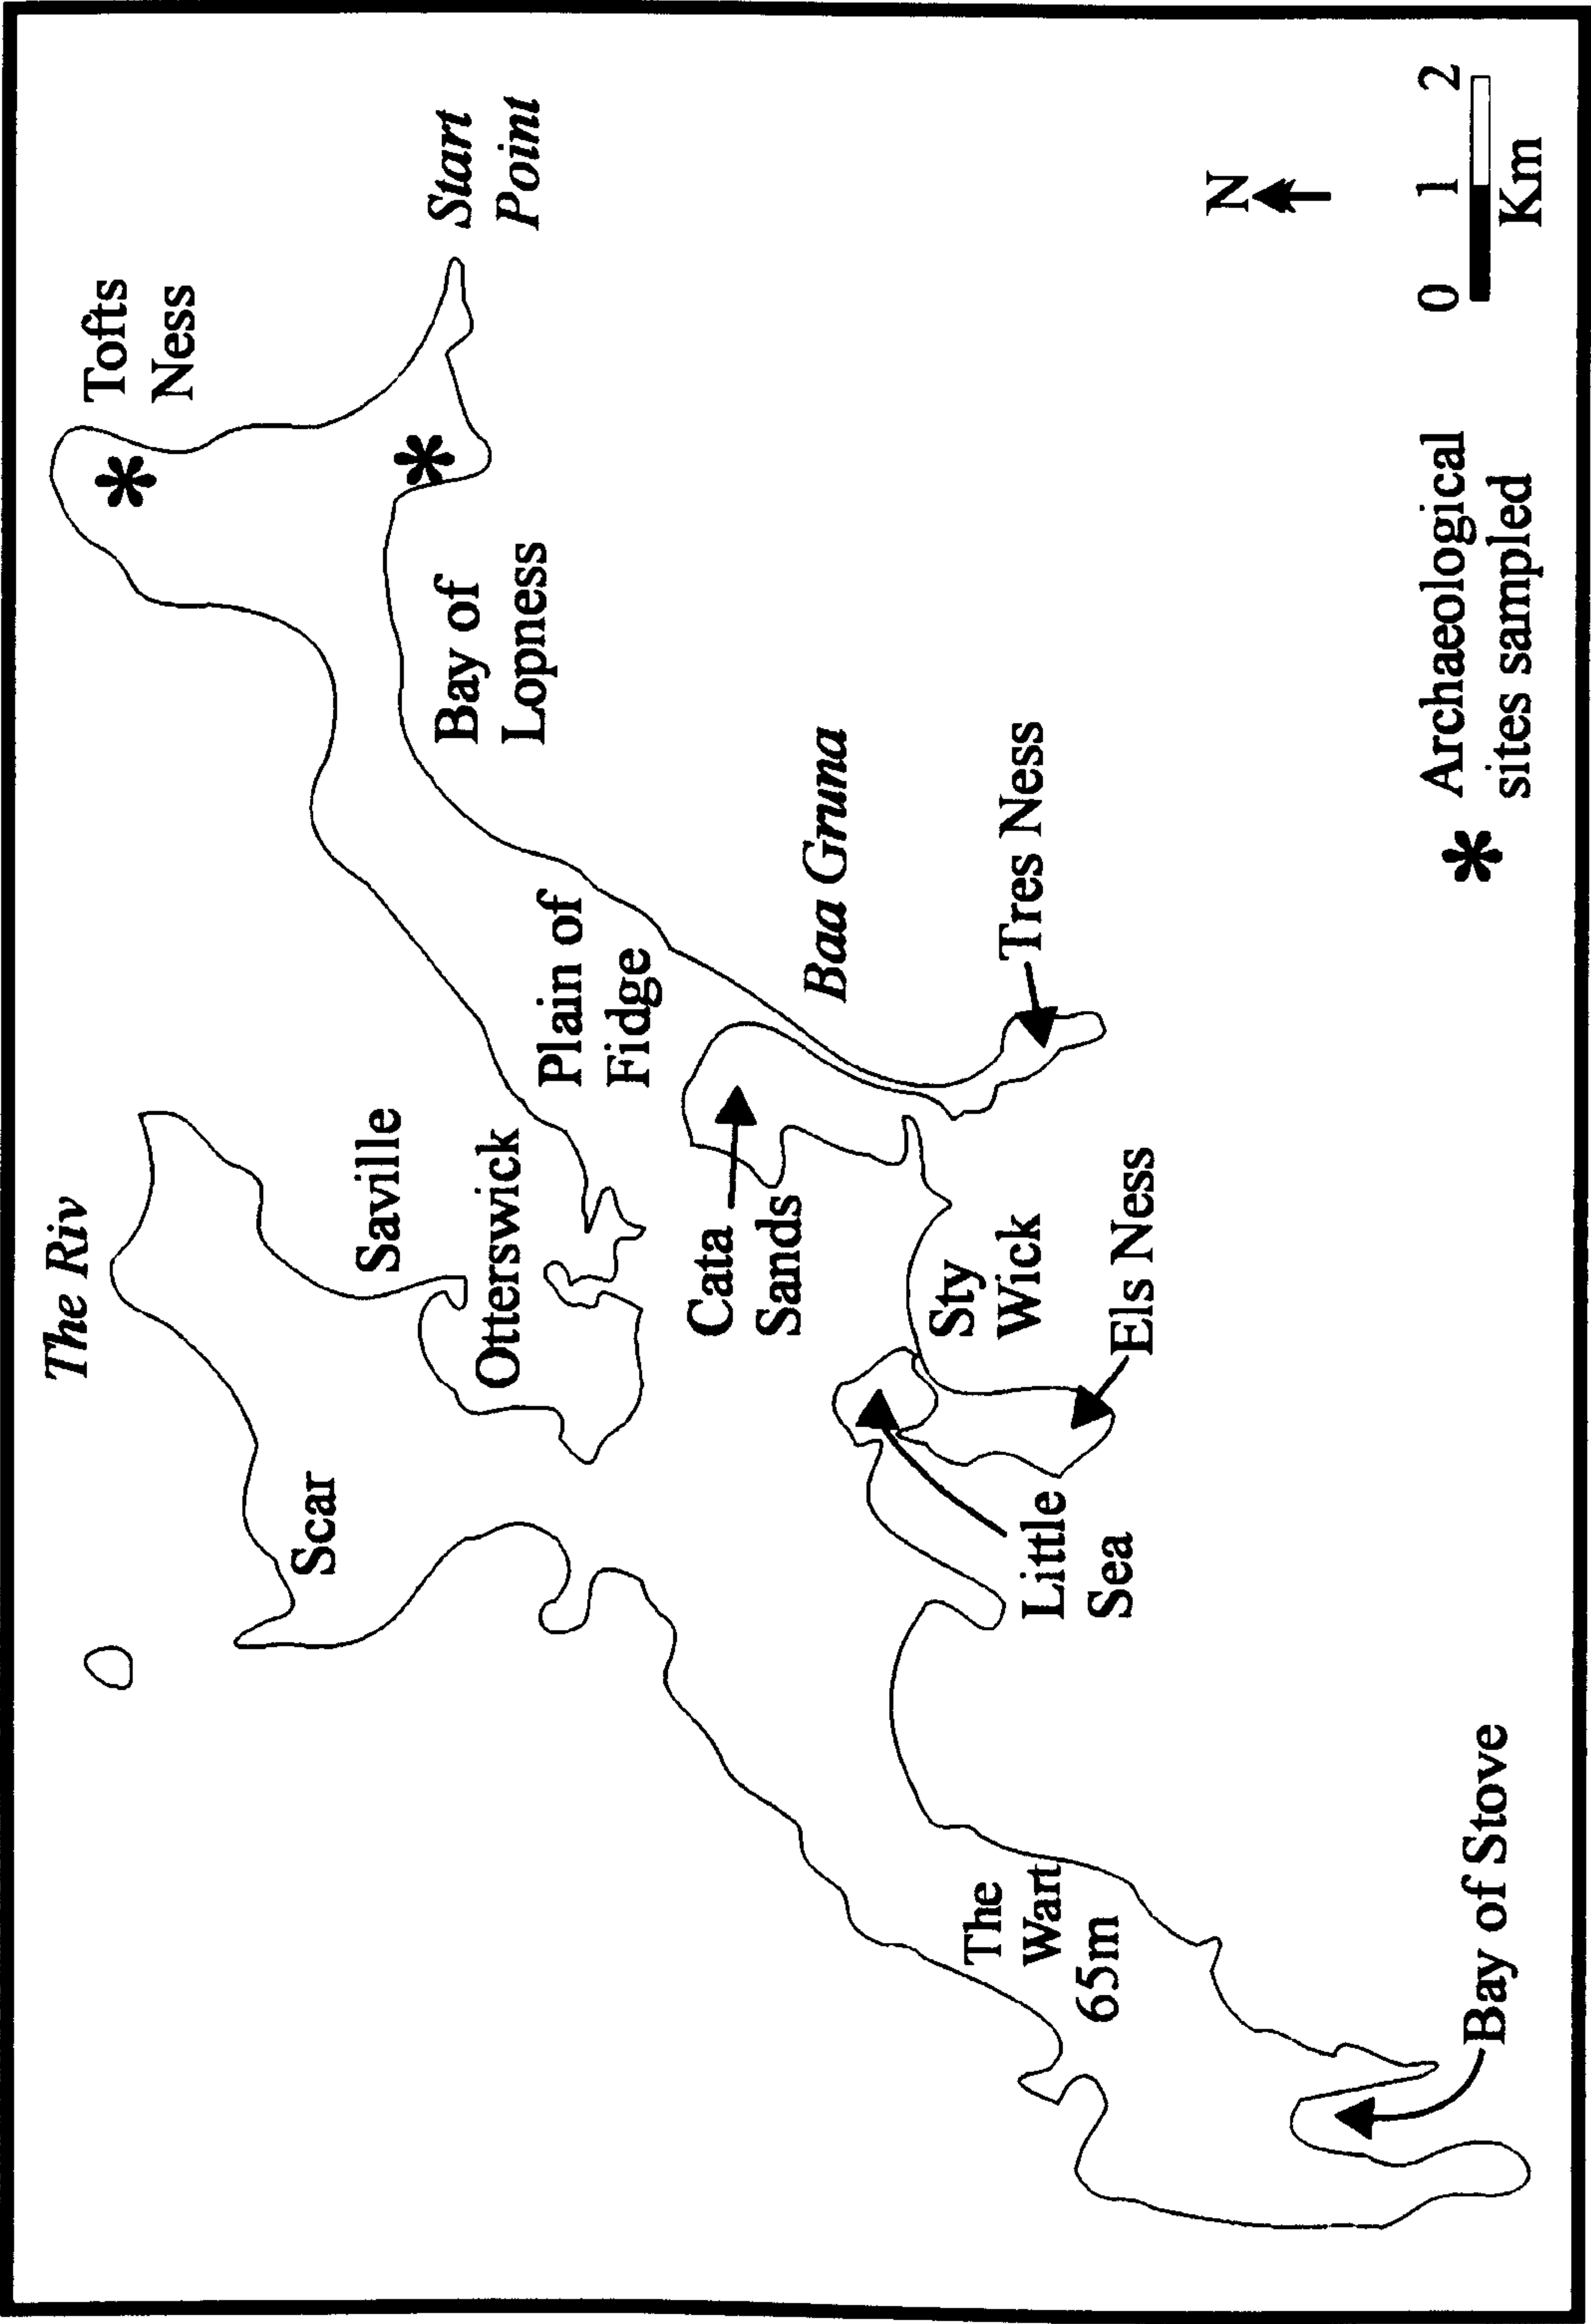 The Riv
Tofts
Ness
Start
Point
Scar
Saville
Otterswick
Bay of
Lopness
Plain of
Fidge
Cata
Sands
Baa Gruna
Sty
Wick
Tres Ness
Els Ness
Little
Sea
The
Wart
65m
Bay of Stove
N
Archaeological
sites sampled
0 1 2
Km